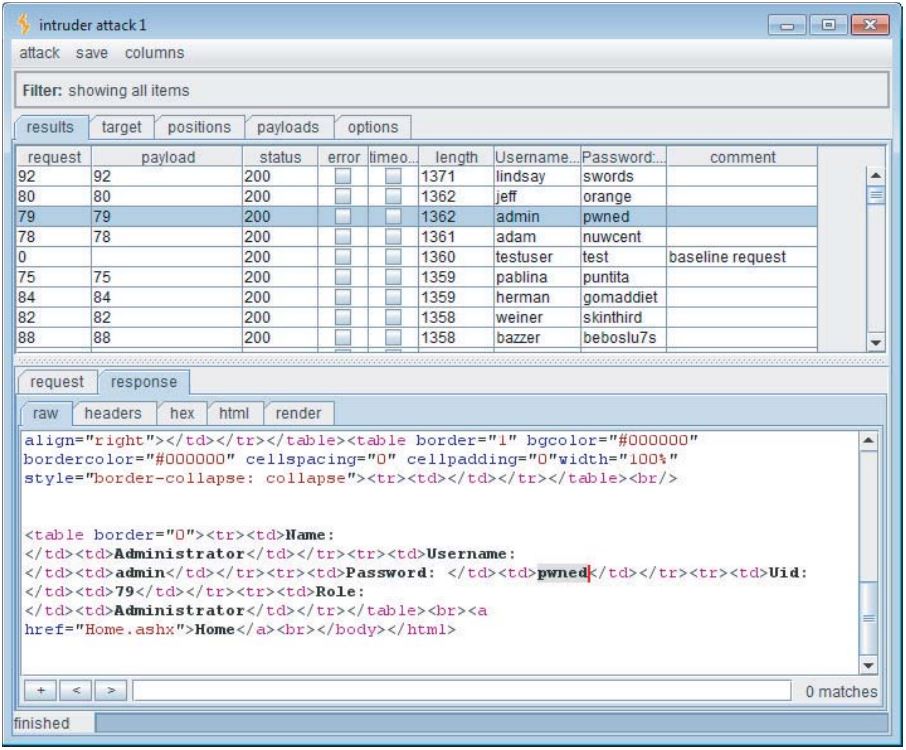 intruder attack 1
attack save columns
Filter: showing all items
results target positions payloads options
request payload status error timeo... length Username... Password:... comment
92 92 200 1371 lindsay swords
80 80 200 1362 jeff orange
79 79 200 1362 admin pwned
78 78 200 1361 adam nuwcent
0 200 1360 testuser test baseline request
75 75 200 1359 pablina puntita
84 84 200 1359 herman gomaddiet
82 82 200 1358 weiner skinthird
88 88 200 1358 bazzer beboslu7s
request response
raw headers hex html render
align="right"></td></tr></table><table border="1" bgcolor="#000000"
bordercolor="#000000" cellspacing="0" cellpadding="0"width="100%"
style="border-collapse: collapse"><tr><td></td></tr></table><br/>
<table border="0"><tr><td>Name:
</td><td>Administrator</td></tr><tr><td>Username:
</td><td>admin</td></tr><tr><td>Password: </td><td>pwned</td></tr><tr><td>Uid:
</td><td>79</td></tr><tr><td>Role:
</td><td>Administrator</td></tr></table><br><a
href="Home.ashx">Home</a><br></body></html>
+ < > 0 matches
finished